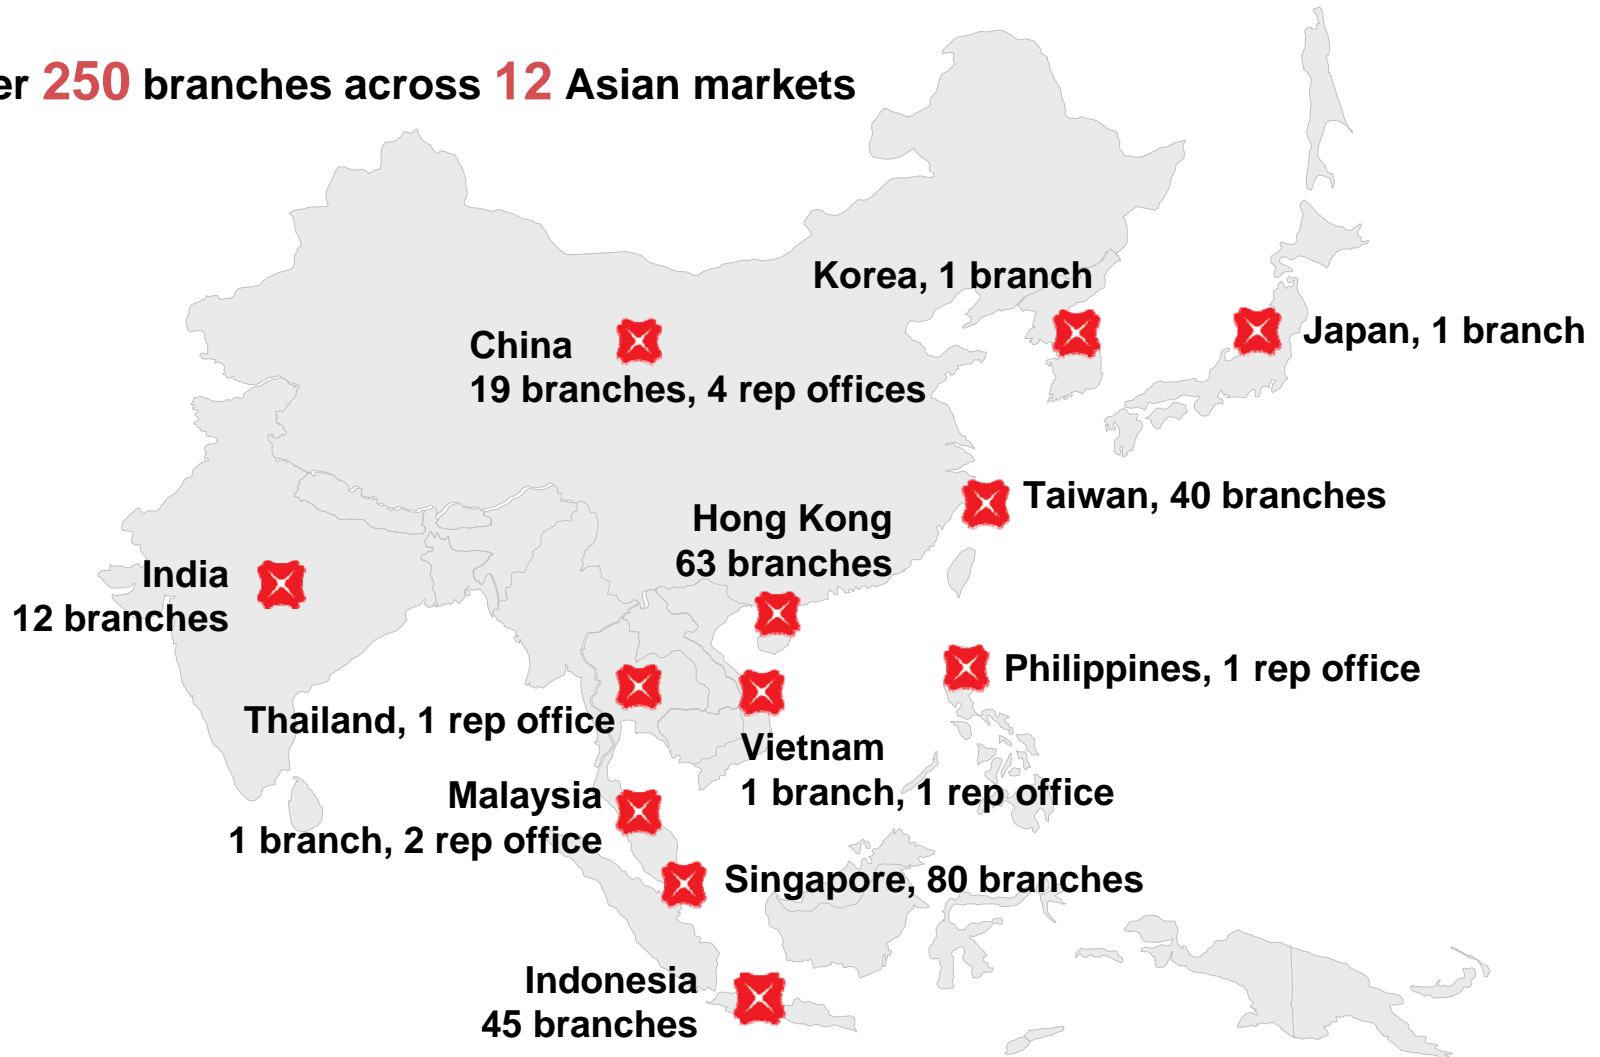 er 250 branches across 12 Asian markets
Korea, 1 branch
Japan, 1 branch
China
19 branches, 4 rep offices
Taiwan, 40 branches
Hong Kong
63 branches
India
12 branches
Philippines, 1 rep office
Thailand, 1 rep office
Vietnam
1 branch, 1 rep office
Malaysia
1 branch, 2 rep office
Singapore, 80 branches
Indonesia
45 branches